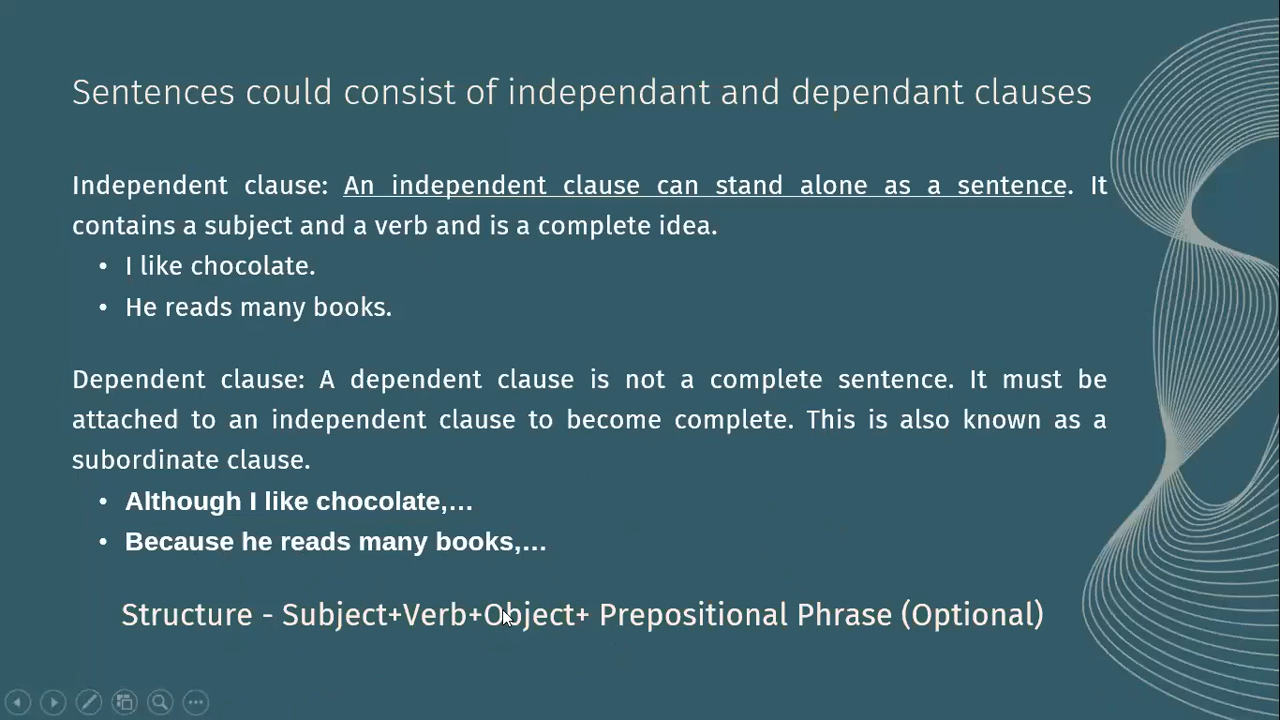 Sentences could consist of independant and dependant clauses
Independent clause: An independent clause can stand alone as a sentence. It
contains a subject and a verb and is a complete idea.
• I like chocolate.
• He reads many books.
Dependent clause: A dependent clause is not a complete sentence. It must be
attached to an independent clause to become complete. This is also known as a
subordinate clause.
• Although I like chocolate,…
• Because he reads many books,…
Structure - Subject+Verb+Object+ Prepositional Phrase (Optional)